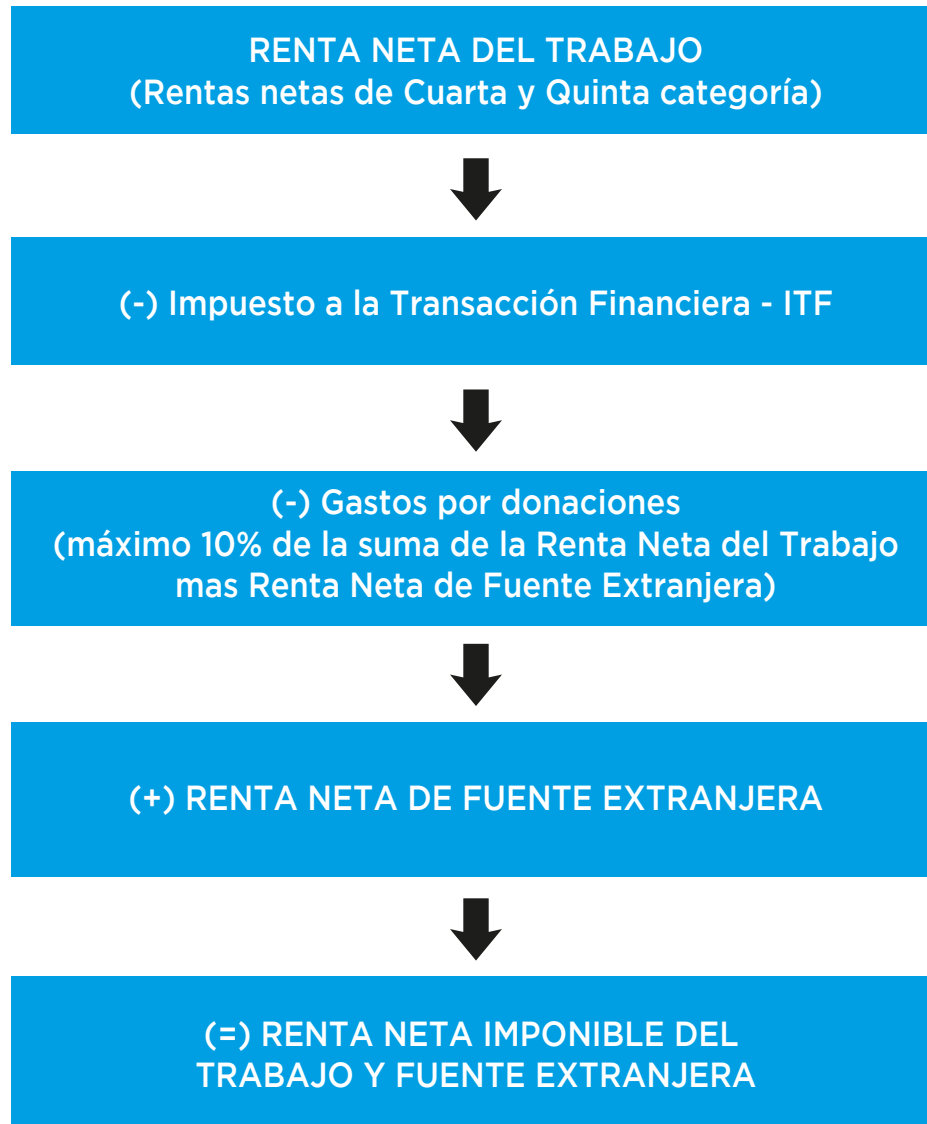 RENTA NETA DEL TRABAJO
(Rentas netas de Cuarta y Quinta categoría)
(-) Impuesto a la Transacción Financiera - ITF
(-) Gastos por donaciones
(máximo 10% de la suma de la Renta Neta del Trabajo
mas Renta Neta de Fuente Extranjera)
(+) RENTA NETA DE FUENTE EXTRANJERA
(=) RENTA NETA IMPONIBLE DEL
TRABAJO Y FUENTE EXTRANJERA